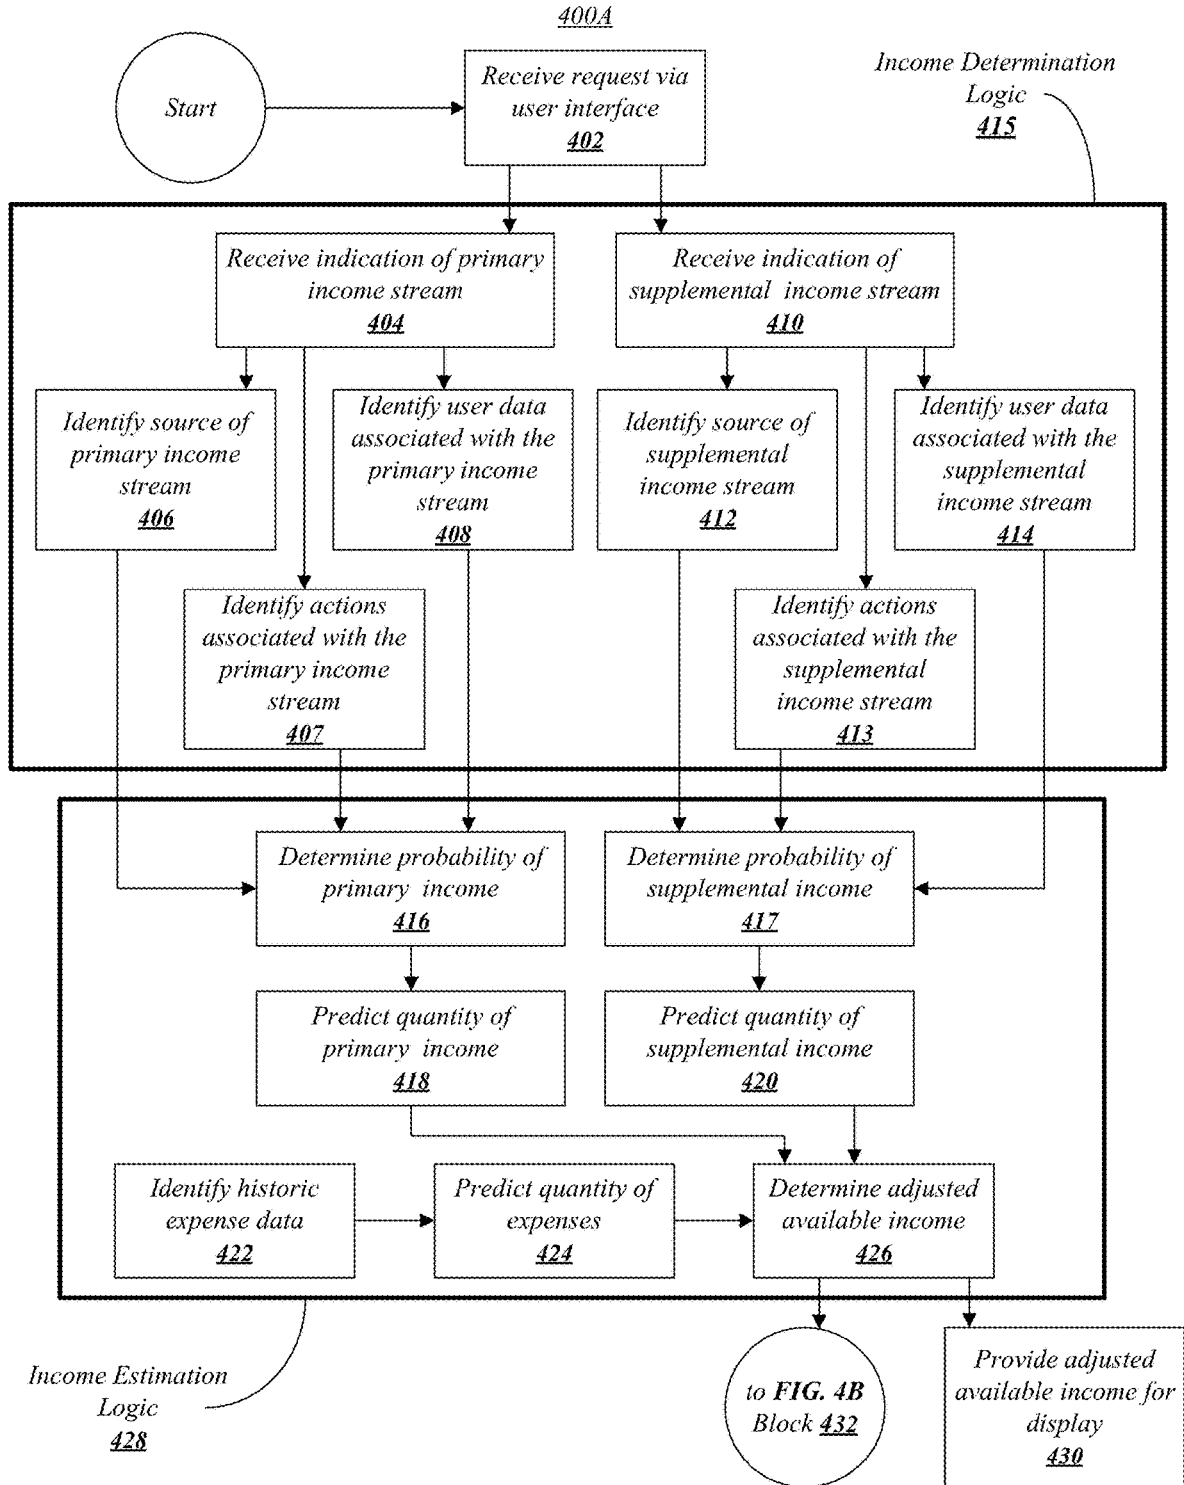 400A
Start
Receive request via
user interface
402
Income Determination
Logic
415
Receive indication of primary
income stream
404
Receive indication of
supplemental income stream
410
Identify source of
primary income
stream
406
Identify user data
associated with the
primary income
stream
408
Identify source of
supplemental
income stream
412
Identify user data
associated with the
supplemental
income stream
414
Identify actions
associated with the
primary income
stream
407
Identify actions
associated with the
supplemental
income stream
413
Determine probability of
primary income
416
Determine probability of
supplemental income
417
Predict quantity of
primary income
418
Predict quantity of
supplemental income
420
Identify historic
expense data
422
Predict quantity of
expenses
424
Determine adjusted
available income
426
Income Estimation
Logic
428
to FIG. 4B
Block 432
Provide adjusted
available income for
display
430